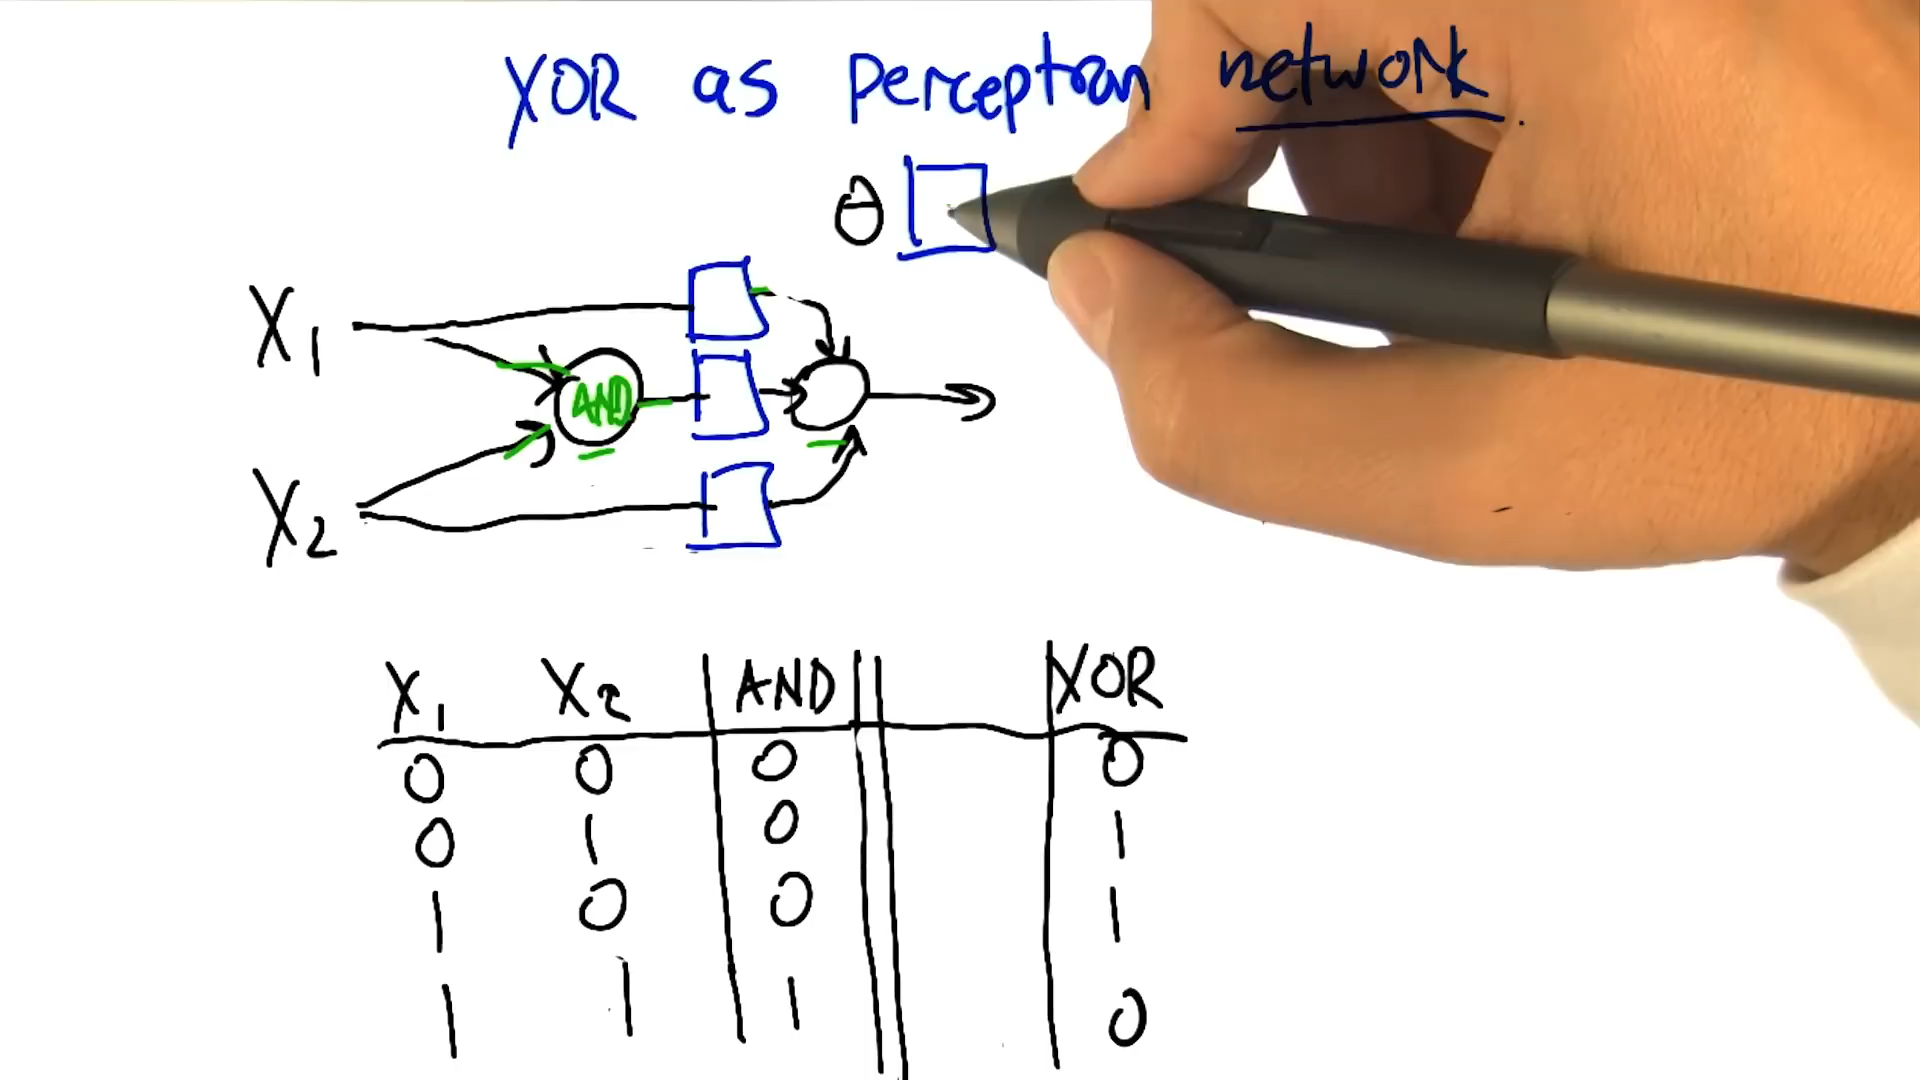 XOR as perceptron network.
θ
X1
AND
X2
X1 X2 AND XOR
0 0 0 0
0 1 0 1
1 0 0 1
1 1 1 0